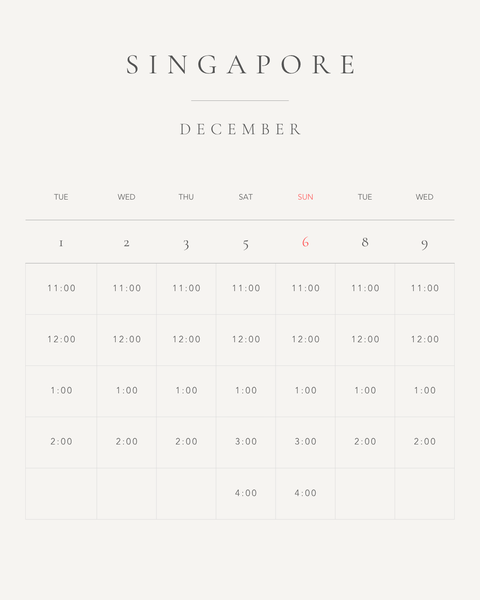 SINGAPORE
DECEMBER
TUE WED THU SAT SUN TUE WED
1 2 3 5 6 8 9
11:00 11:00 11:00 11:00 11:00 11:00 11:00
12:00 12:00 12:00 12:00 12:00 12:00 12:00
1:00 1:00 1:00 1:00 1:00 1:00 1:00
2:00 2:00 2:00 3:00 3:00 2:00 2:00
4:00 4:00